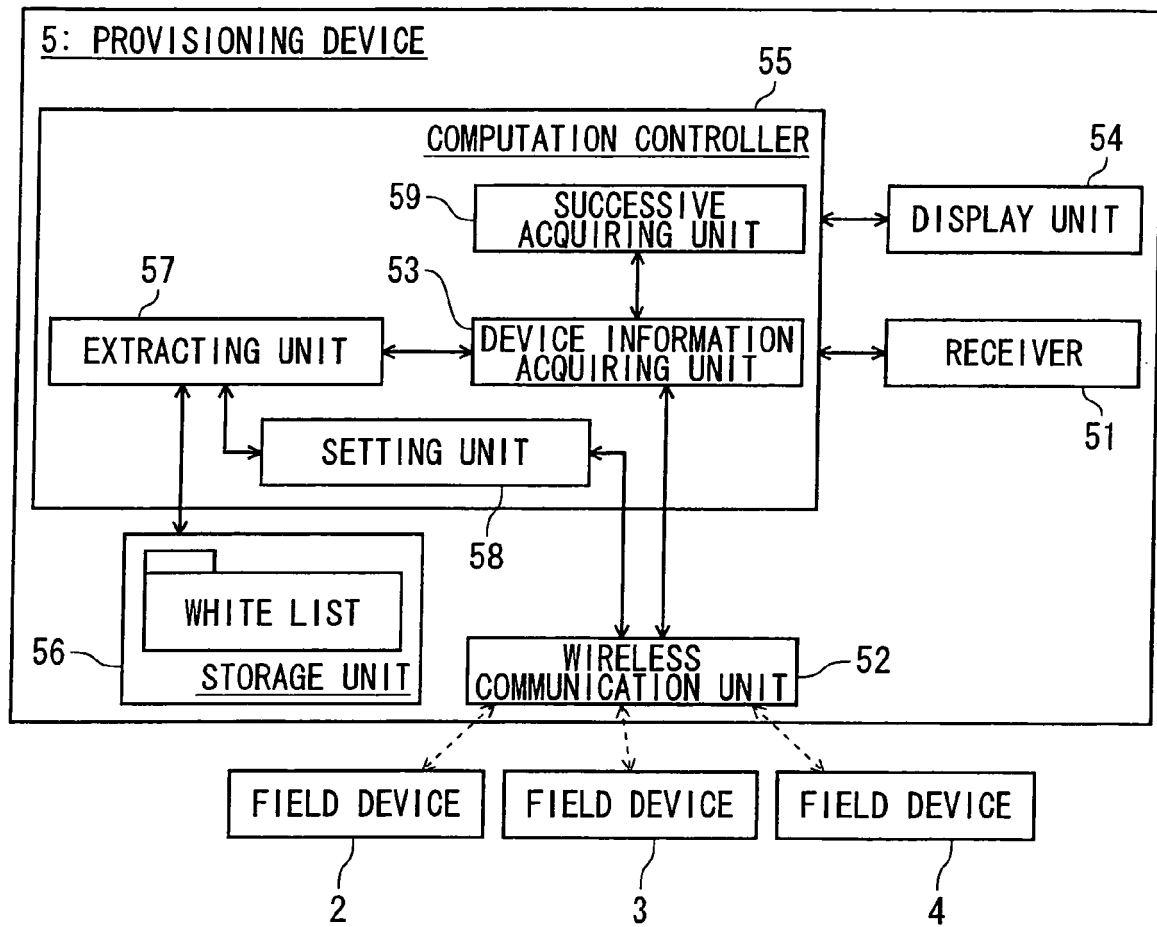 5: PROVISIONING DEVICE
55
COMPUTATION CONTROLLER
54
59
SUCCESSIVE
ACQUIRING UNIT
DISPLAY UNIT
57
53
EXTRACTING UNIT
DEVICE INFORMATION
ACQUIRING UNIT
RECEIVER
51
SETTING UNIT
58
WHITE LIST
56
STORAGE UNIT
WIRELESS
COMMUNICATION UNIT
52
FIELD DEVICE
FIELD DEVICE
FIELD DEVICE
2
3
4